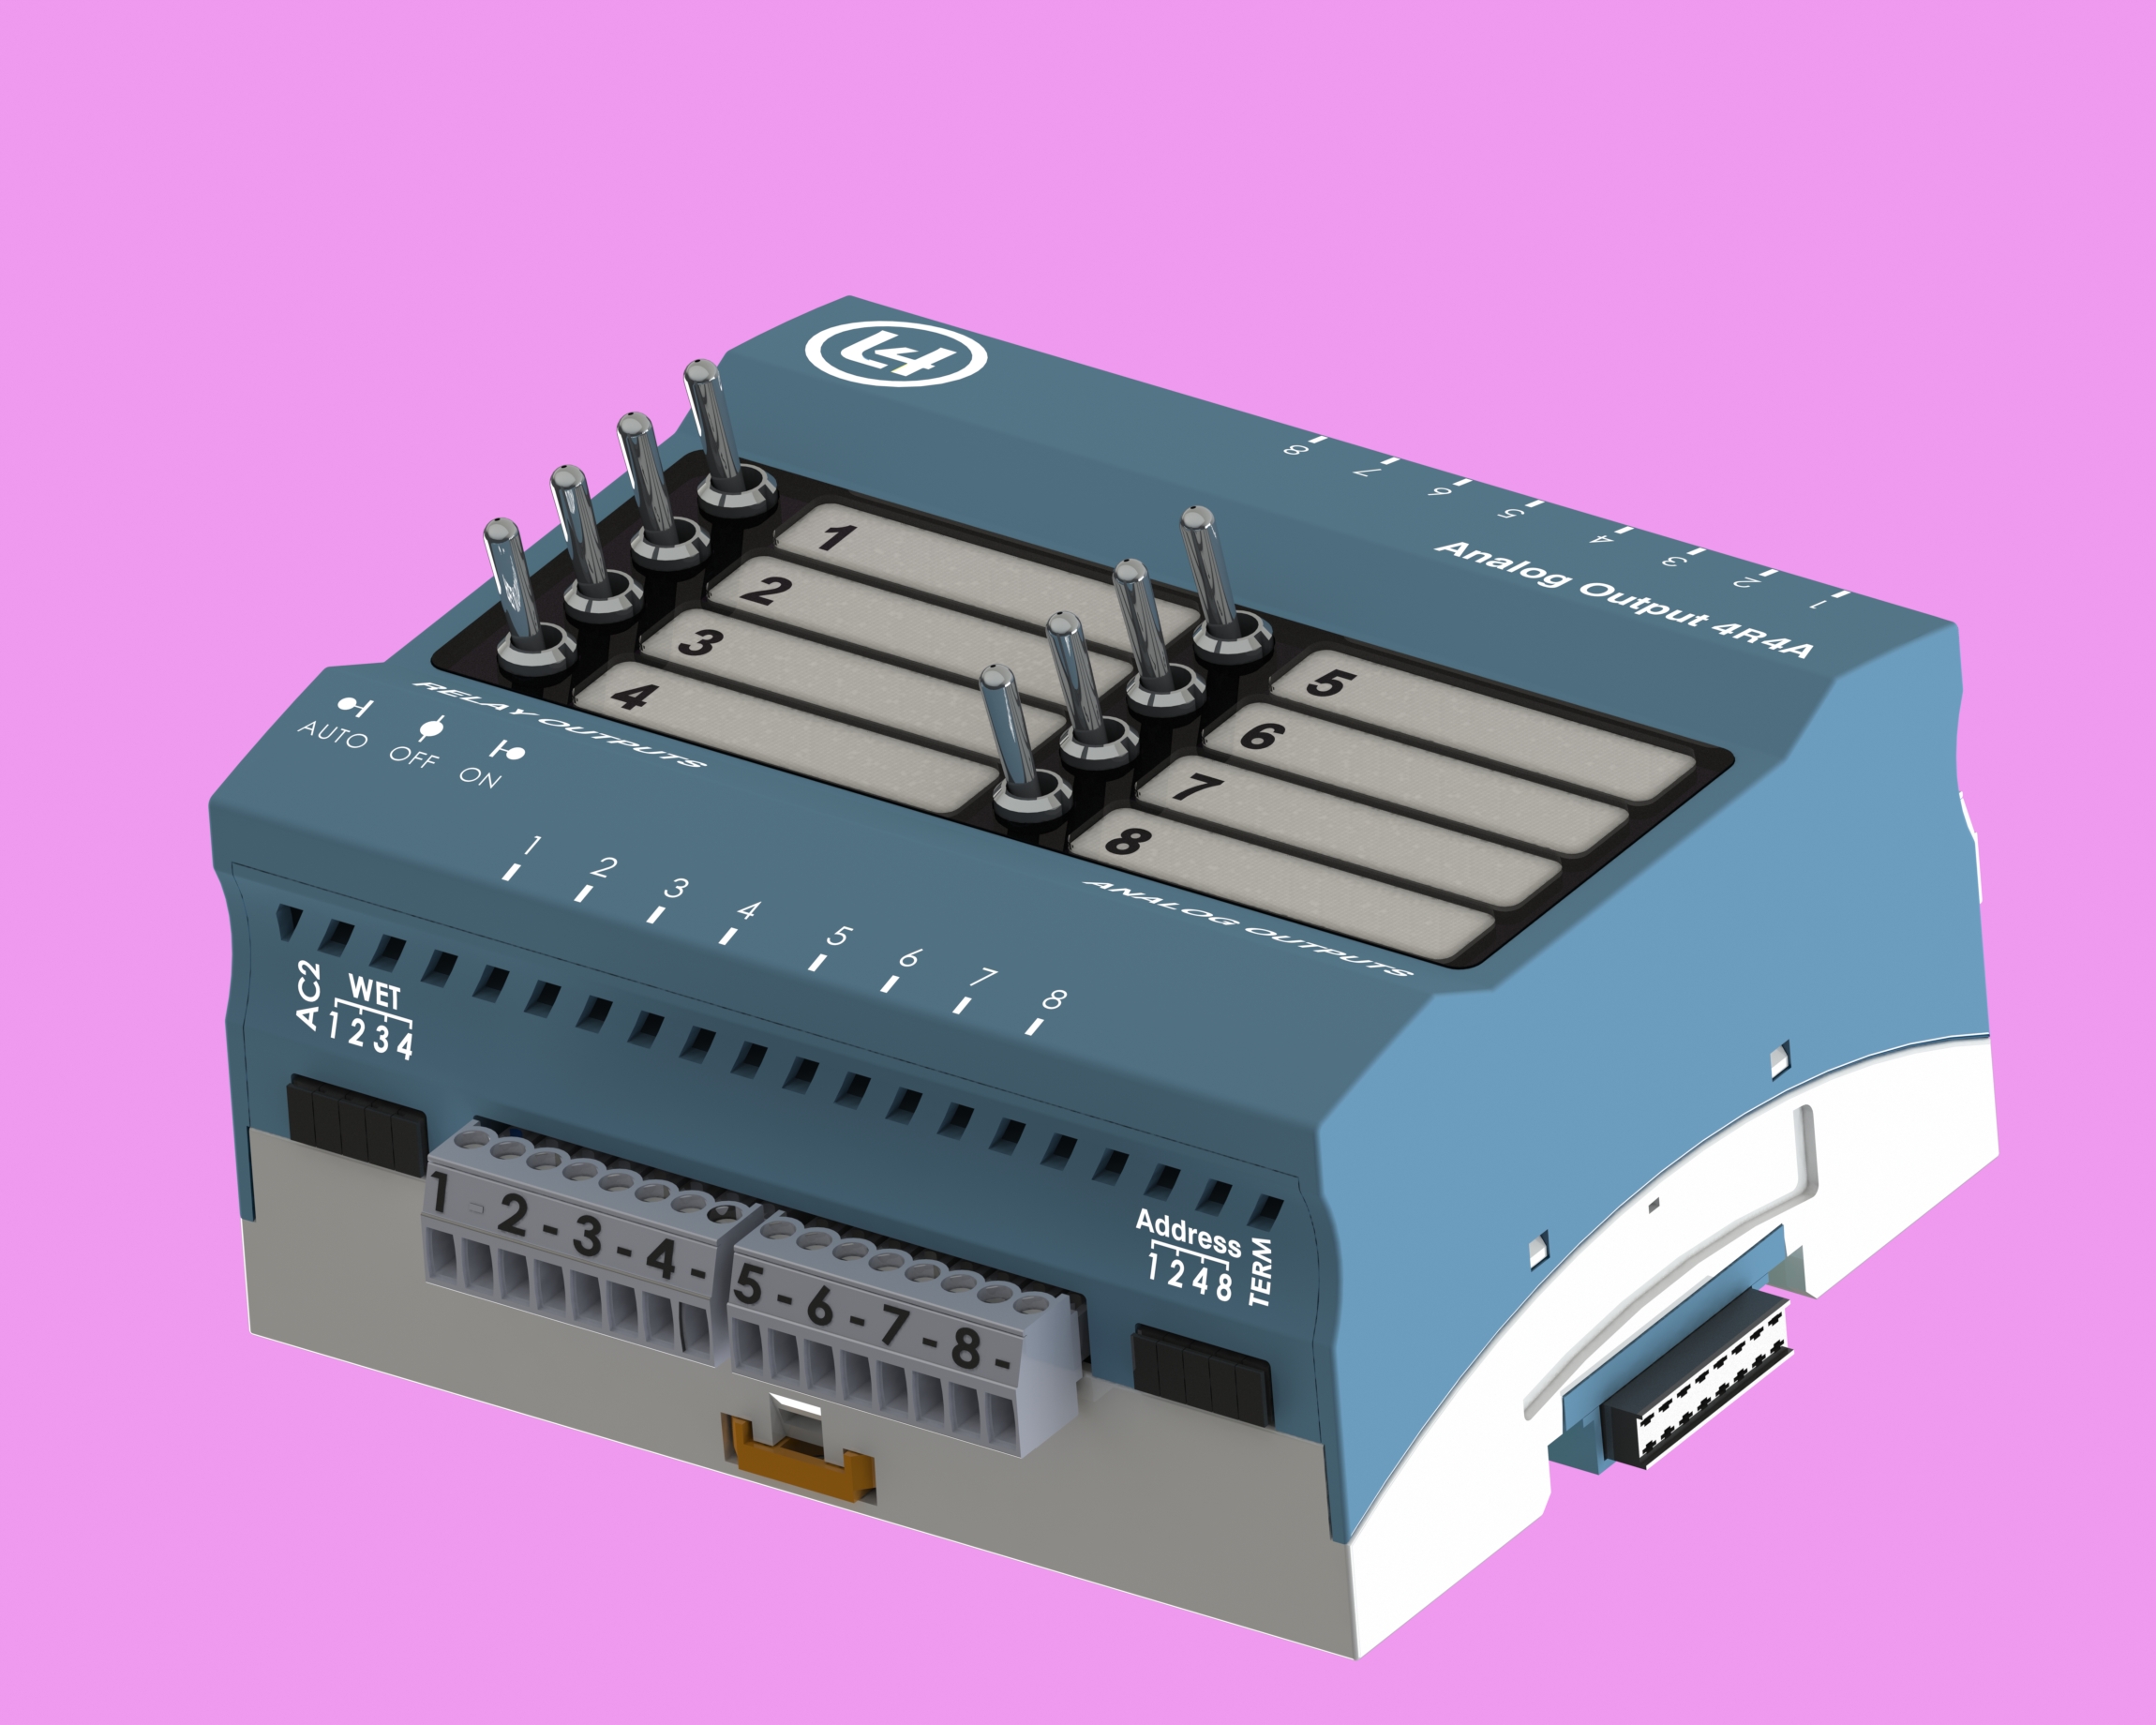 8 7 6 5 4 3 2 1
Analog Output 4R4A
1
2
3
4
5
6
7
8
RELAY OUTPUTS
ANALOG OUTPUTS
AUTO OFF ON
1 2 3 4 5 6 7 8
AC2
WET
1 2 3 4
Address
1 2 4 8
TERM
1 - 2 - 3 - 4 -
5 - 6 - 7 - 8 -